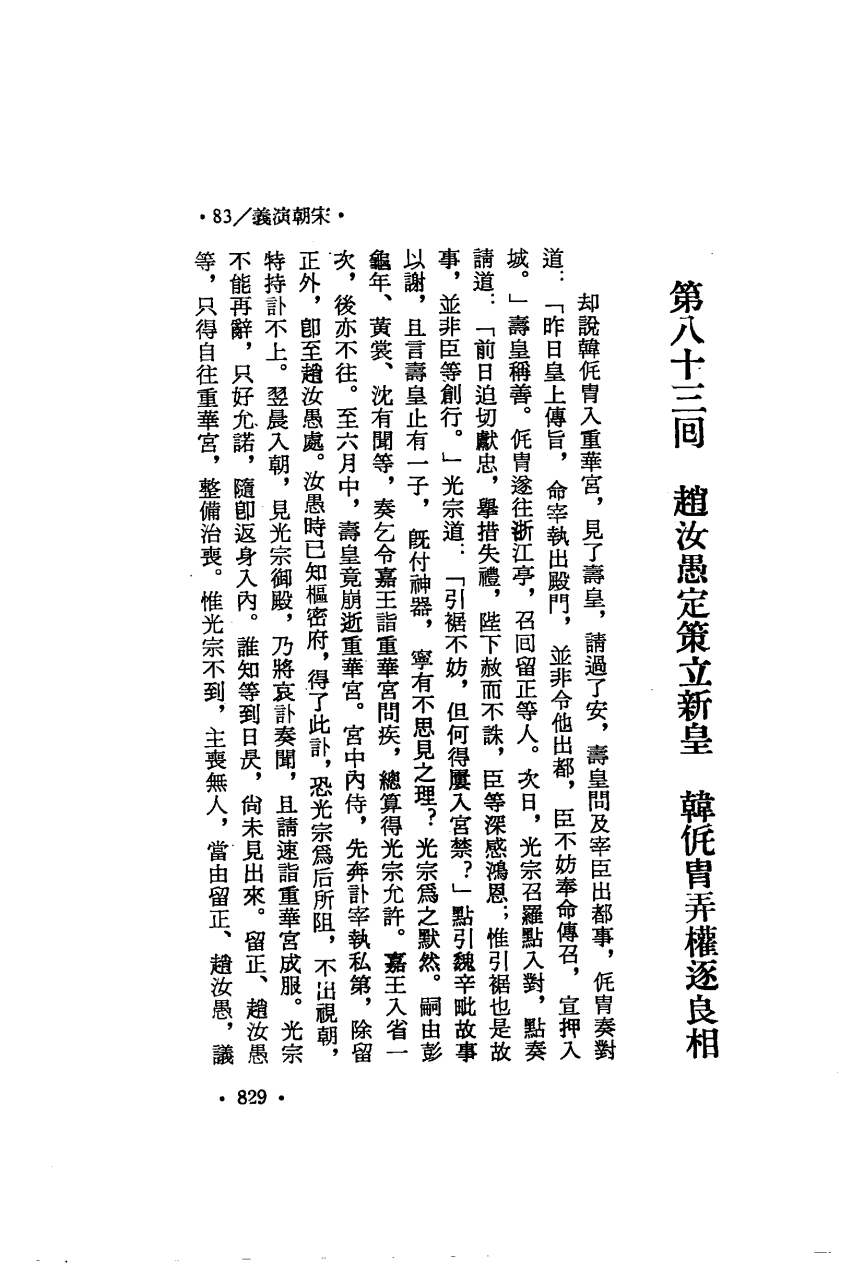 ·宋朝演義/83·
第八十三回　趙汝愚定策立新皇　韓侂冑弄權逐良相
却說韓侂冑入重華宮，見了壽皇，請過了安，壽皇問及宰臣出都事，侂冑奏對
道：「昨日皇上傳旨，命宰執出殿門，並非令他出都，臣不妨奉命傳召，宣押入
城。」壽皇稱善。侂冑遂往浙江亭，召回留正等人。次日，光宗召羅點入對，點奏
請道：「前日迫切獻忠，舉措失禮，陛下赦而不誅，臣等深感鴻恩；惟引裾也是故
事，並非臣等創行。」光宗道：「引裾不妨，但何得屢入宮禁？」點引魏辛毗故事
以謝，且言壽皇止有一子，旣付神器，寧有不思見之理？光宗爲之默然。嗣由彭
龜年、黃裳、沈有開等，奏乞令嘉王詣重華宮問疾，總算得光宗允許。嘉王入省一
次，後亦不往。至六月中，壽皇竟崩逝重華宮。宮中內侍，先奔訃宰執私第，除留
正外，卽至趙汝愚處。汝愚時已知樞密府，得了此訃，恐光宗爲后所阻，不出視朝，
特持訃不上。翌晨入朝，見光宗御殿，乃將哀訃奏聞，且請速詣重華宮成服。光宗
不能再辭，只好允諾，隨卽返身入內。誰知等到日昃，尙未見出來。留正、趙汝愚
等，只得自往重華宮，整備治喪。惟光宗不到，主喪無人，當由留正、趙汝愚，議
·829·